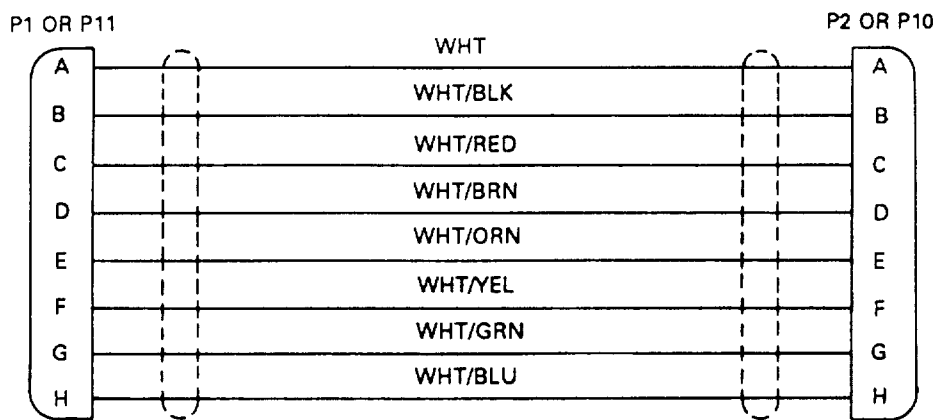 P1 OR P11
P2 OR P10
A
WHT
A
B
WHT/BLK
B
C
WHT/RED
C
D
WHT/BRN
D
E
WHT/ORN
E
F
WHT/YEL
F
G
WHT/GRN
G
H
WHT/BLU
H